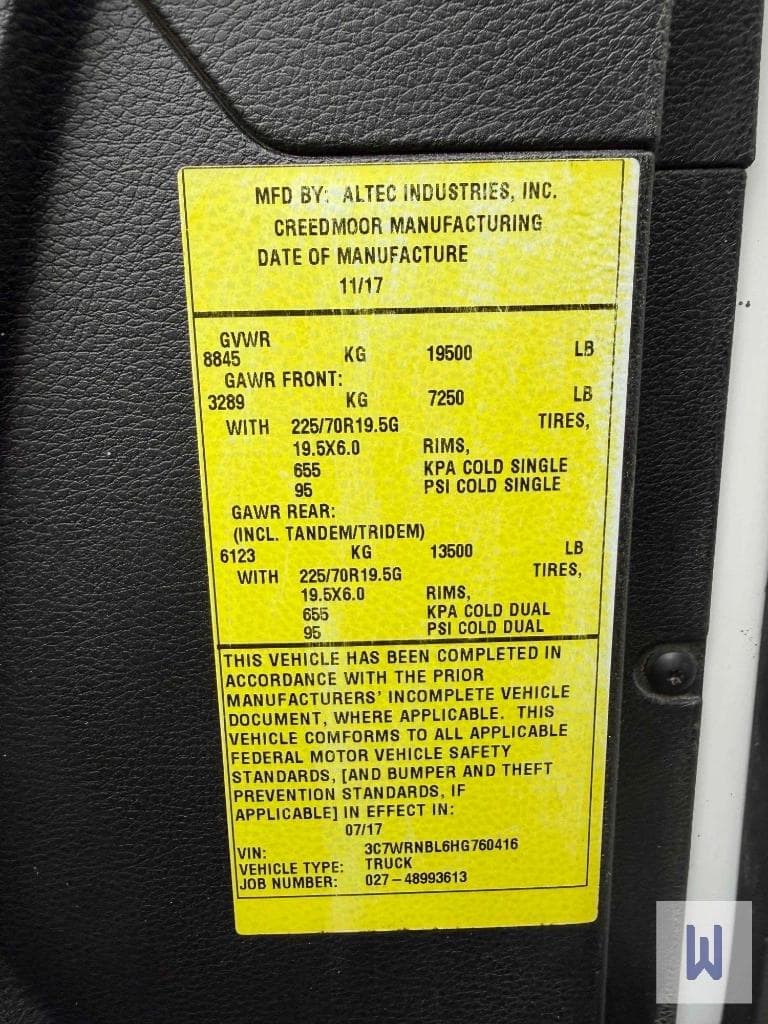 MFD BY: ALTEC INDUSTRIES, INC.
CREEDMOOR MANUFACTURING
DATE OF MANUFACTURE
11/17
GVWR
8845 KG 19500 LB
GAWR FRONT:
3289 KG 7250 LB
WITH 225/70R19.5G TIRES,
19.5X6.0 RIMS,
655 KPA COLD SINGLE
95 PSI COLD SINGLE
GAWR REAR:
(INCL. TANDEM/TRIDEM)
6123 KG 13500 LB
WITH 225/70R19.5G TIRES,
19.5X6.0 RIMS,
655 KPA COLD DUAL
95 PSI COLD DUAL
THIS VEHICLE HAS BEEN COMPLETED IN
ACCORDANCE WITH THE PRIOR
MANUFACTURERS' INCOMPLETE VEHICLE
DOCUMENT, WHERE APPLICABLE. THIS
VEHICLE COMFORMS TO ALL APPLICABLE
FEDERAL MOTOR VEHICLE SAFETY
STANDARDS, [AND BUMPER AND THEFT
PREVENTION STANDARDS, IF
APPLICABLE] IN EFFECT IN:
07/17
VIN: 3C7WRNBL6HG760416
VEHICLE TYPE: TRUCK
JOB NUMBER: 027-48993613
W